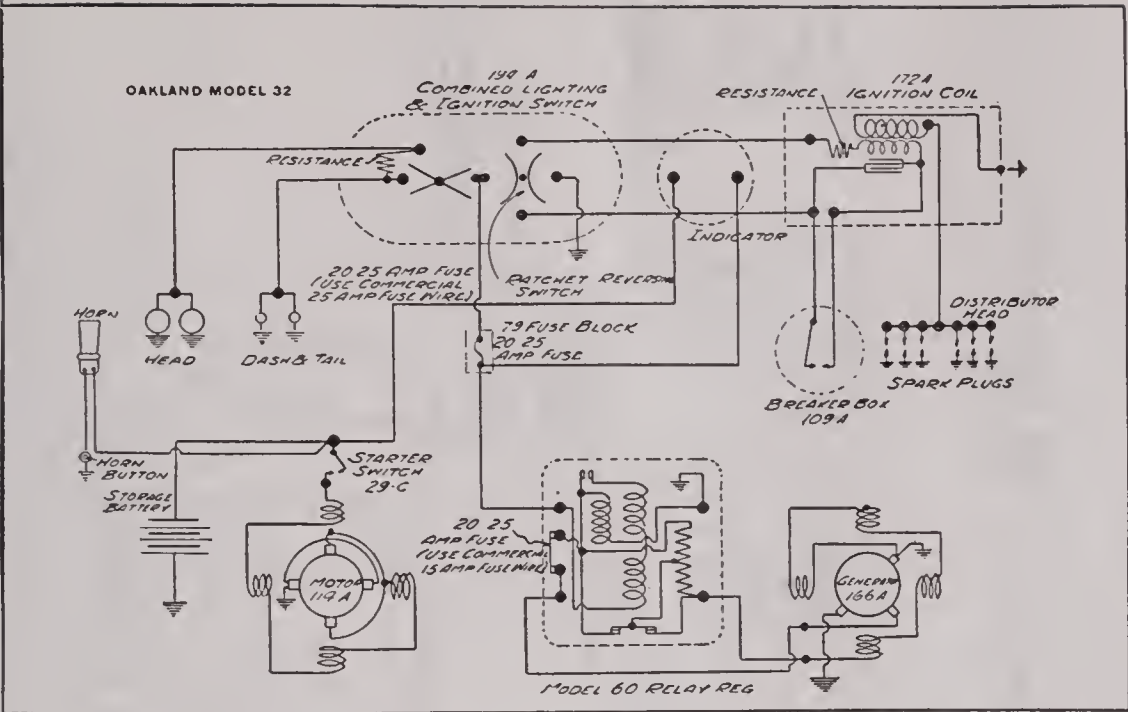 OAKLAND MODEL 32
194 A
COMBINED LIGHTING
& IGNITION SWITCH
RESISTANCE
172A
IGNITION COIL
RESISTANCE
INDICATOR
20 25 AMP FUSE
(USE COMMERCIAL
25 AMP FUSE WIRE)
RATCHET REVERSING
SWITCH
HORN
HEAD
DASH & TAIL
79 FUSE BLOCK
20 25
AMP FUSE
DISTRIBUTOR
HEAD
SPARK PLUGS
BREAKER BOX
109A
HORN
BUTTON
STARTER
SWITCH
29-C
STORAGE
BATTERY
20 25
AMP FUSE
(USE COMMERCIAL
15 AMP FUSE WIRE)
MOTOR
119 A
GENERATOR
166A
MODEL 60 RELAY REG